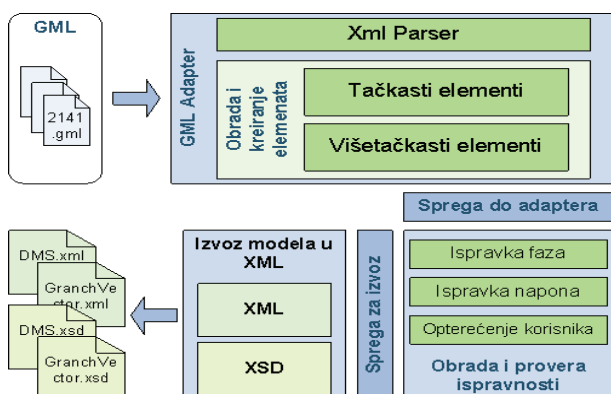 GML
2141
.gml
GML Adapter
Xml Parser
Obrada i
kreiranje
elemenata
Tačkasti elementi
Višetačkasti elementi
Sprega do adaptera
DMS.xml
GranchVe
ctor.xml
DMS.xsd
GranchVe
ctor.xsd
Izvoz modela u
XML
XML
XSD
Sprega za izvoz
Ispravka faza
Ispravka napona
Opterećenje korisnika
Obrada i provera
ispravnosti